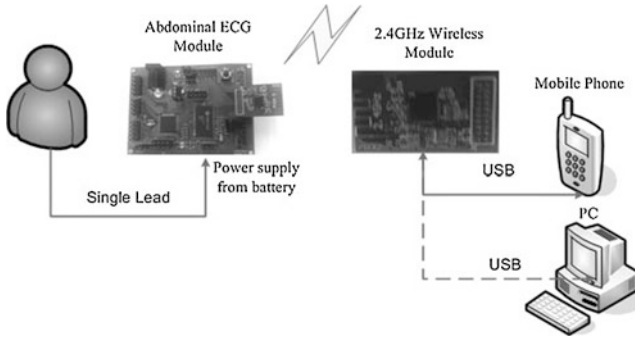 Abdominal ECG
Module
2.4GHz Wireless
Module
Mobile Phone
Power supply
from battery
Single Lead
USB
PC
USB